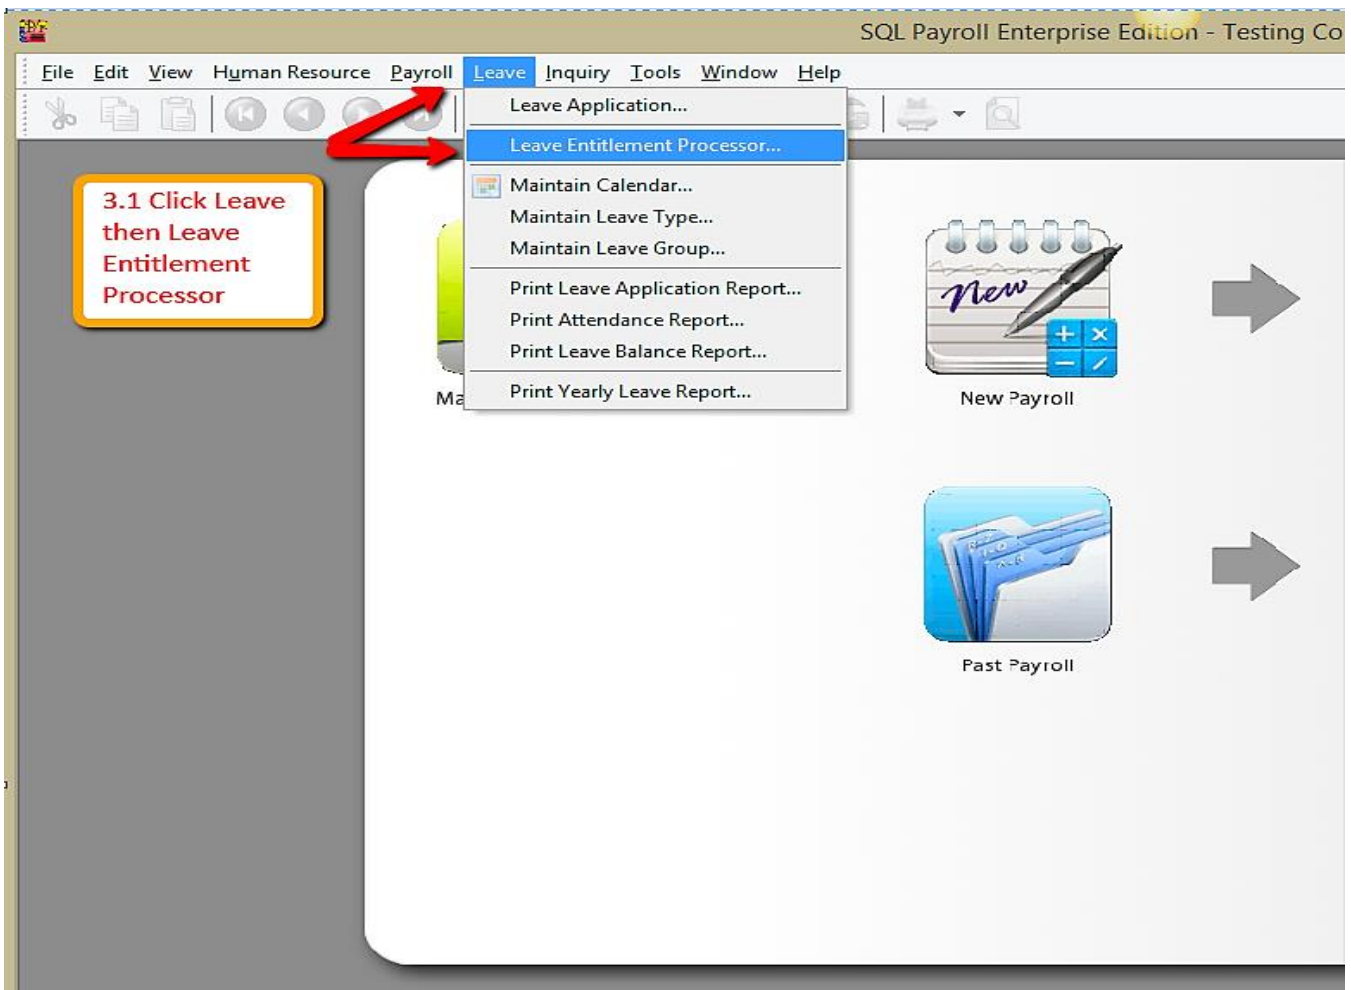 SQL Payroll Enterprise Edition - Testing Co
File Edit View Human Resource Payroll Leave Inquiry Tools Window Help
Leave Application...
Leave Entitlement Processor...
Maintain Calendar...
Maintain Leave Type...
Maintain Leave Group...
Print Leave Application Report...
Print Attendance Report...
Print Leave Balance Report...
Print Yearly Leave Report...
3.1 Click Leave
then Leave
Entitlement
Processor
New
Ma
New Payroll
Past Payroll